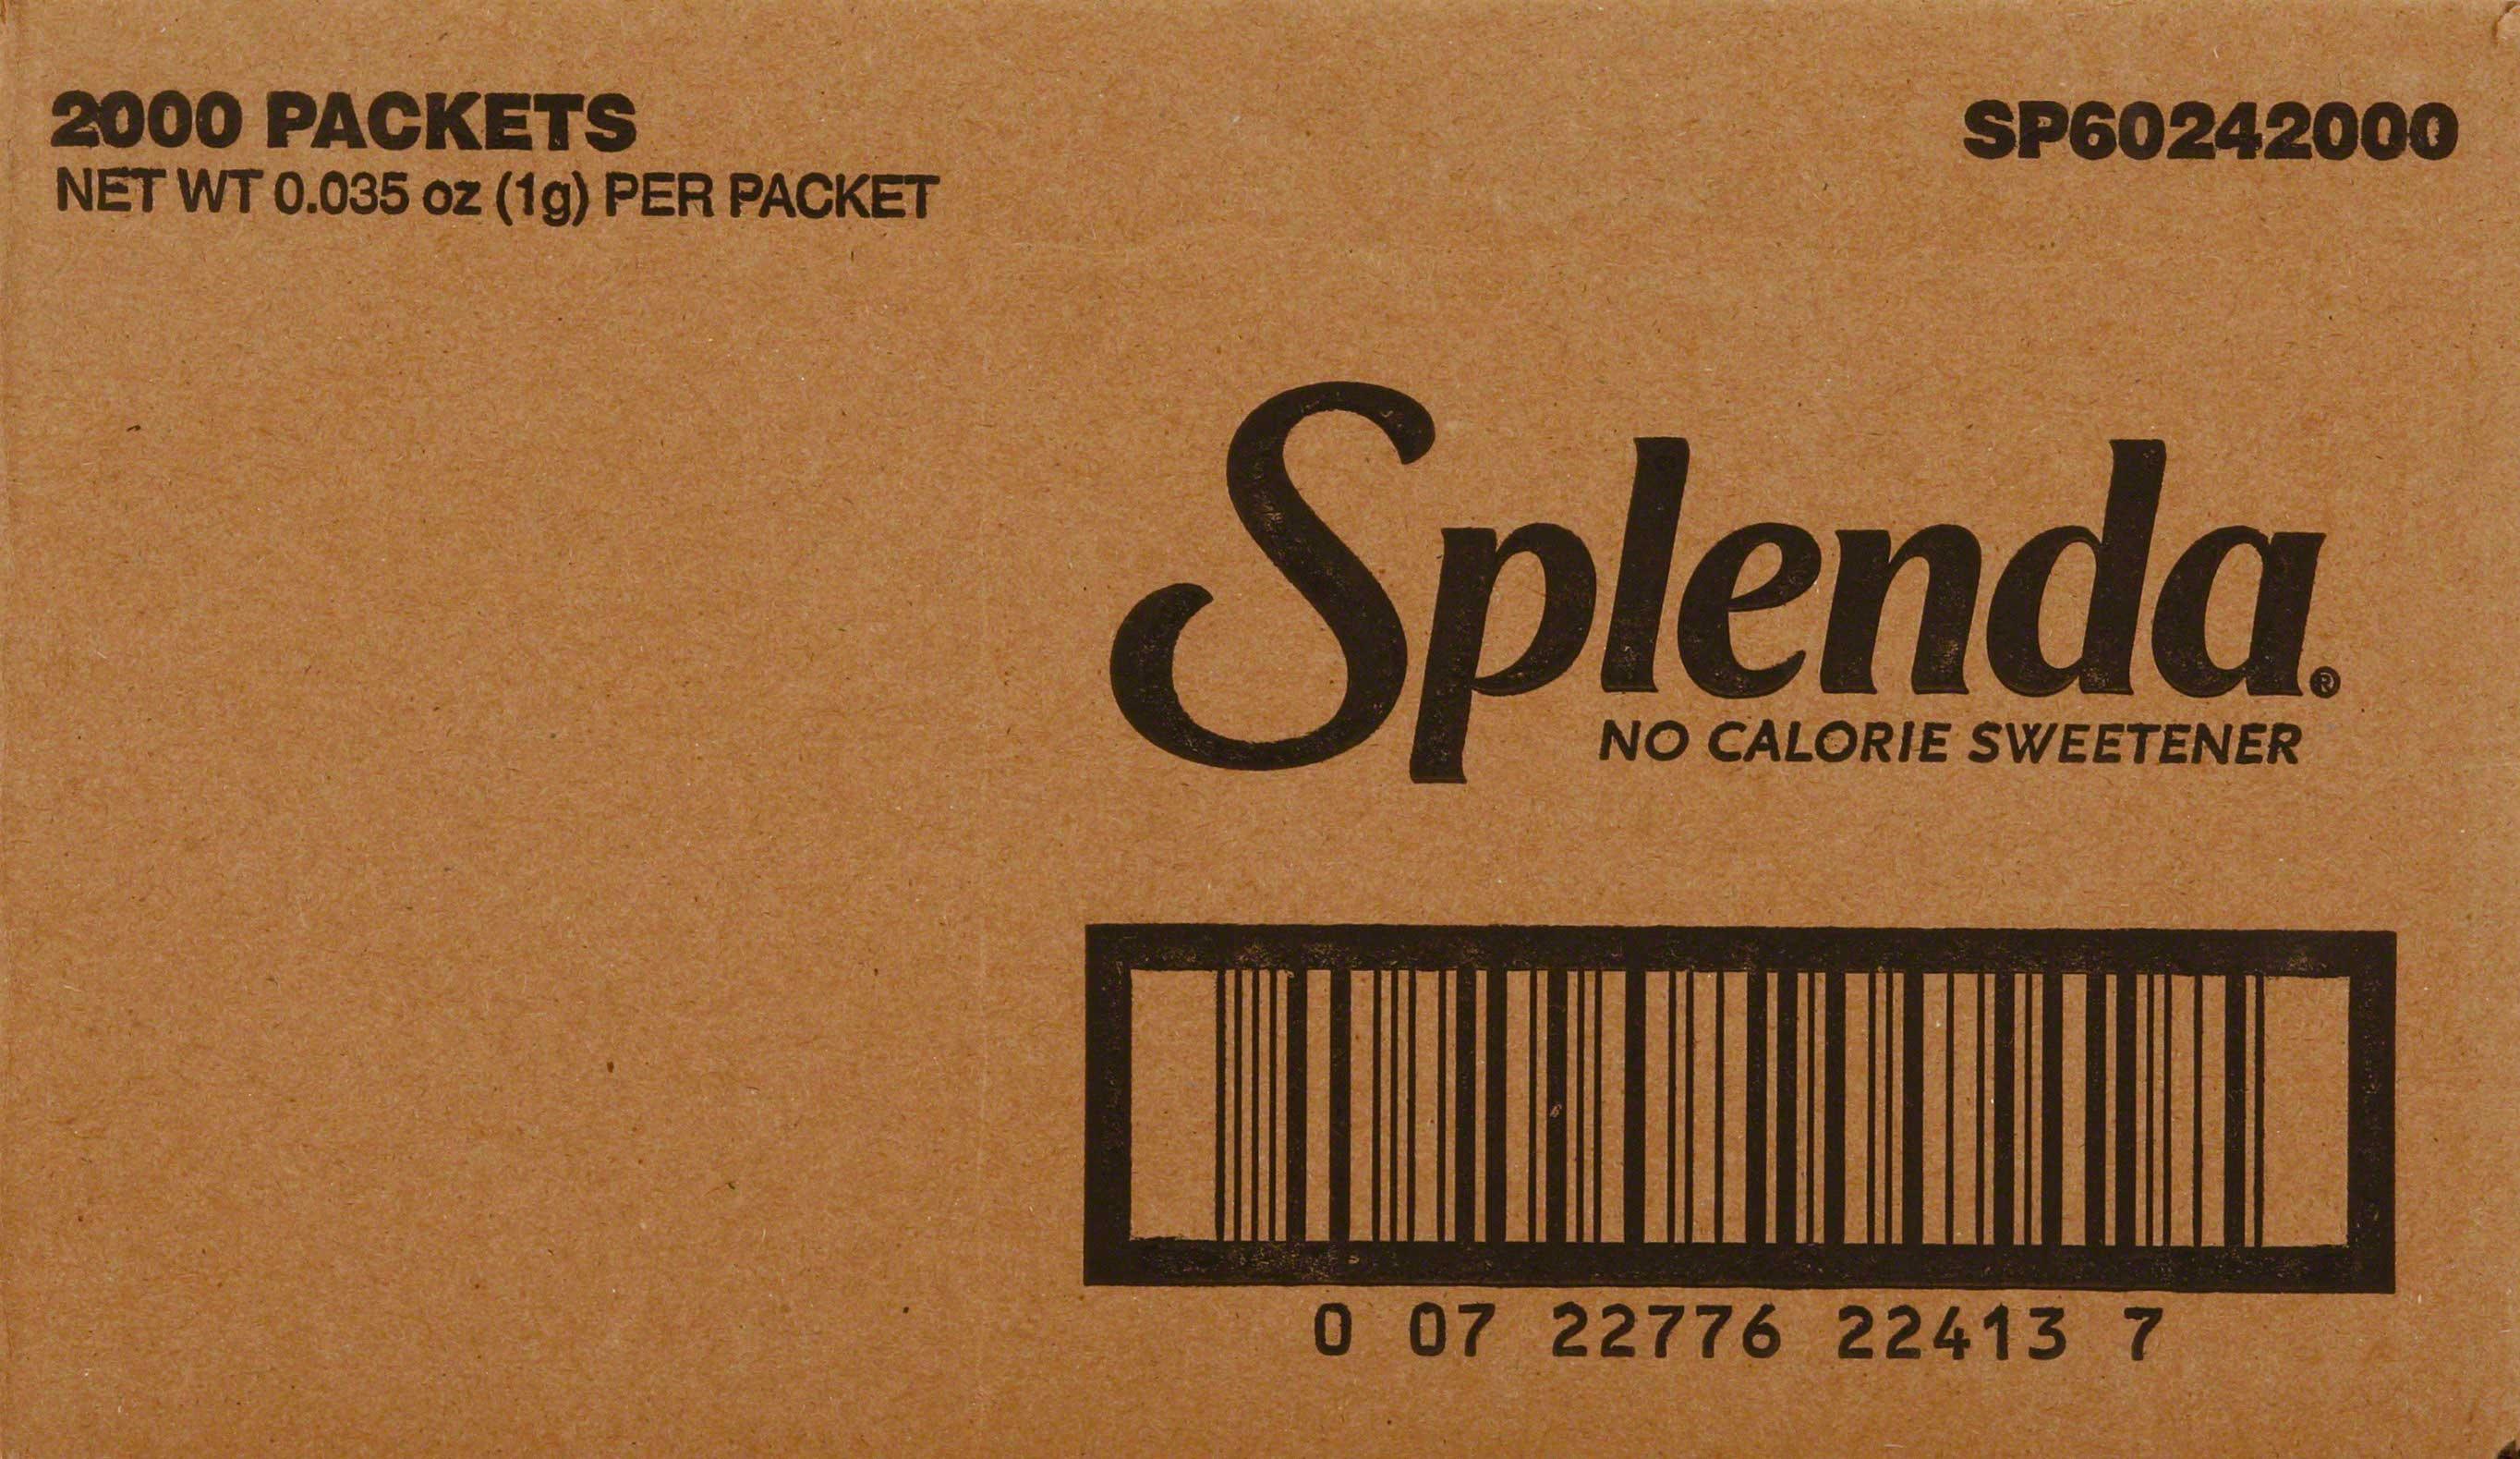 2000 PACKETS
NET WT 0.035 oz (1g) PER PACKET
SP60242000
Splenda®
NO CALORIE SWEETENER
0 07 22776 22413 7